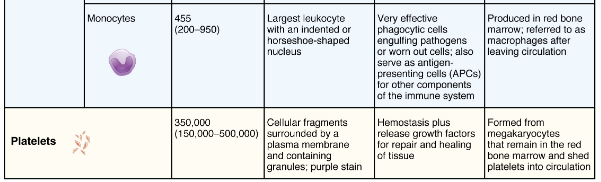 Monocytes
455
(200–950)
Largest leukocyte
with an indented or
horseshoe-shaped
nucleus
Very effective
phagocytic cells
engulfing pathogens
or worn out cells; also
serve as antigen-
presenting cells (APCs)
for other components
of the immune system
Produced in red bone
marrow; referred to as
macrophages after
leaving circulation
Platelets
350,000
(150,000–500,000)
Cellular fragments
surrounded by a
plasma membrane
and containing
granules; purple stain
Hemostasis plus
release growth factors
for repair and healing
of tissue
Formed from
megakaryocytes
that remain in the red
bone marrow and shed
platelets into circulation